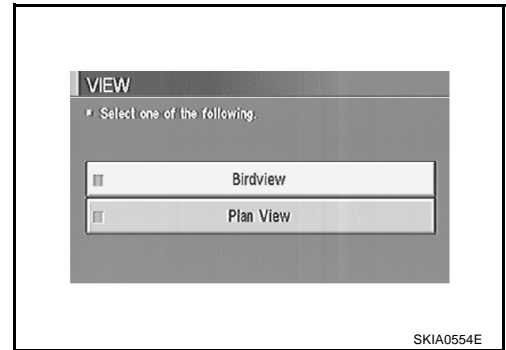 VIEW
Select one of the following.
Birdview
Plan View
SKIA0554E